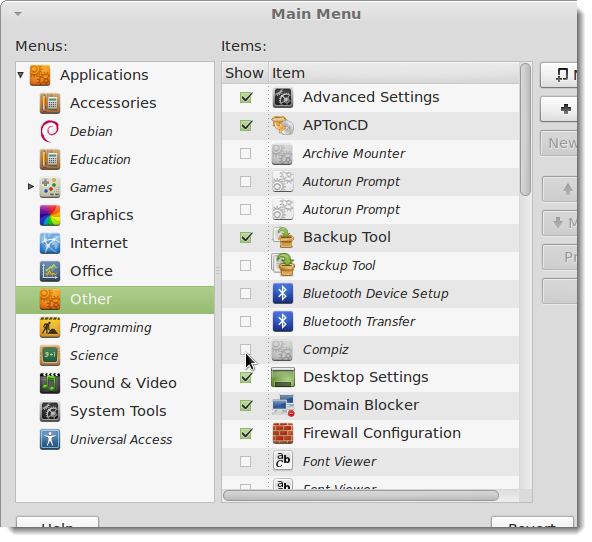 Main Menu
Menus:
Items:
Applications
Accessories
Debian
Education
Games
Graphics
Internet
Office
Other
Programming
Science
Sound & Video
System Tools
Universal Access
Show Item
Advanced Settings
APTonCD
Archive Mounter
Autorun Prompt
Autorun Prompt
Backup Tool
Backup Tool
Bluetooth Device Setup
Bluetooth Transfer
Compiz
Desktop Settings
Domain Blocker
Firewall Configuration
Font Viewer
Font Viewer
New
M
Pr
Help
Revert